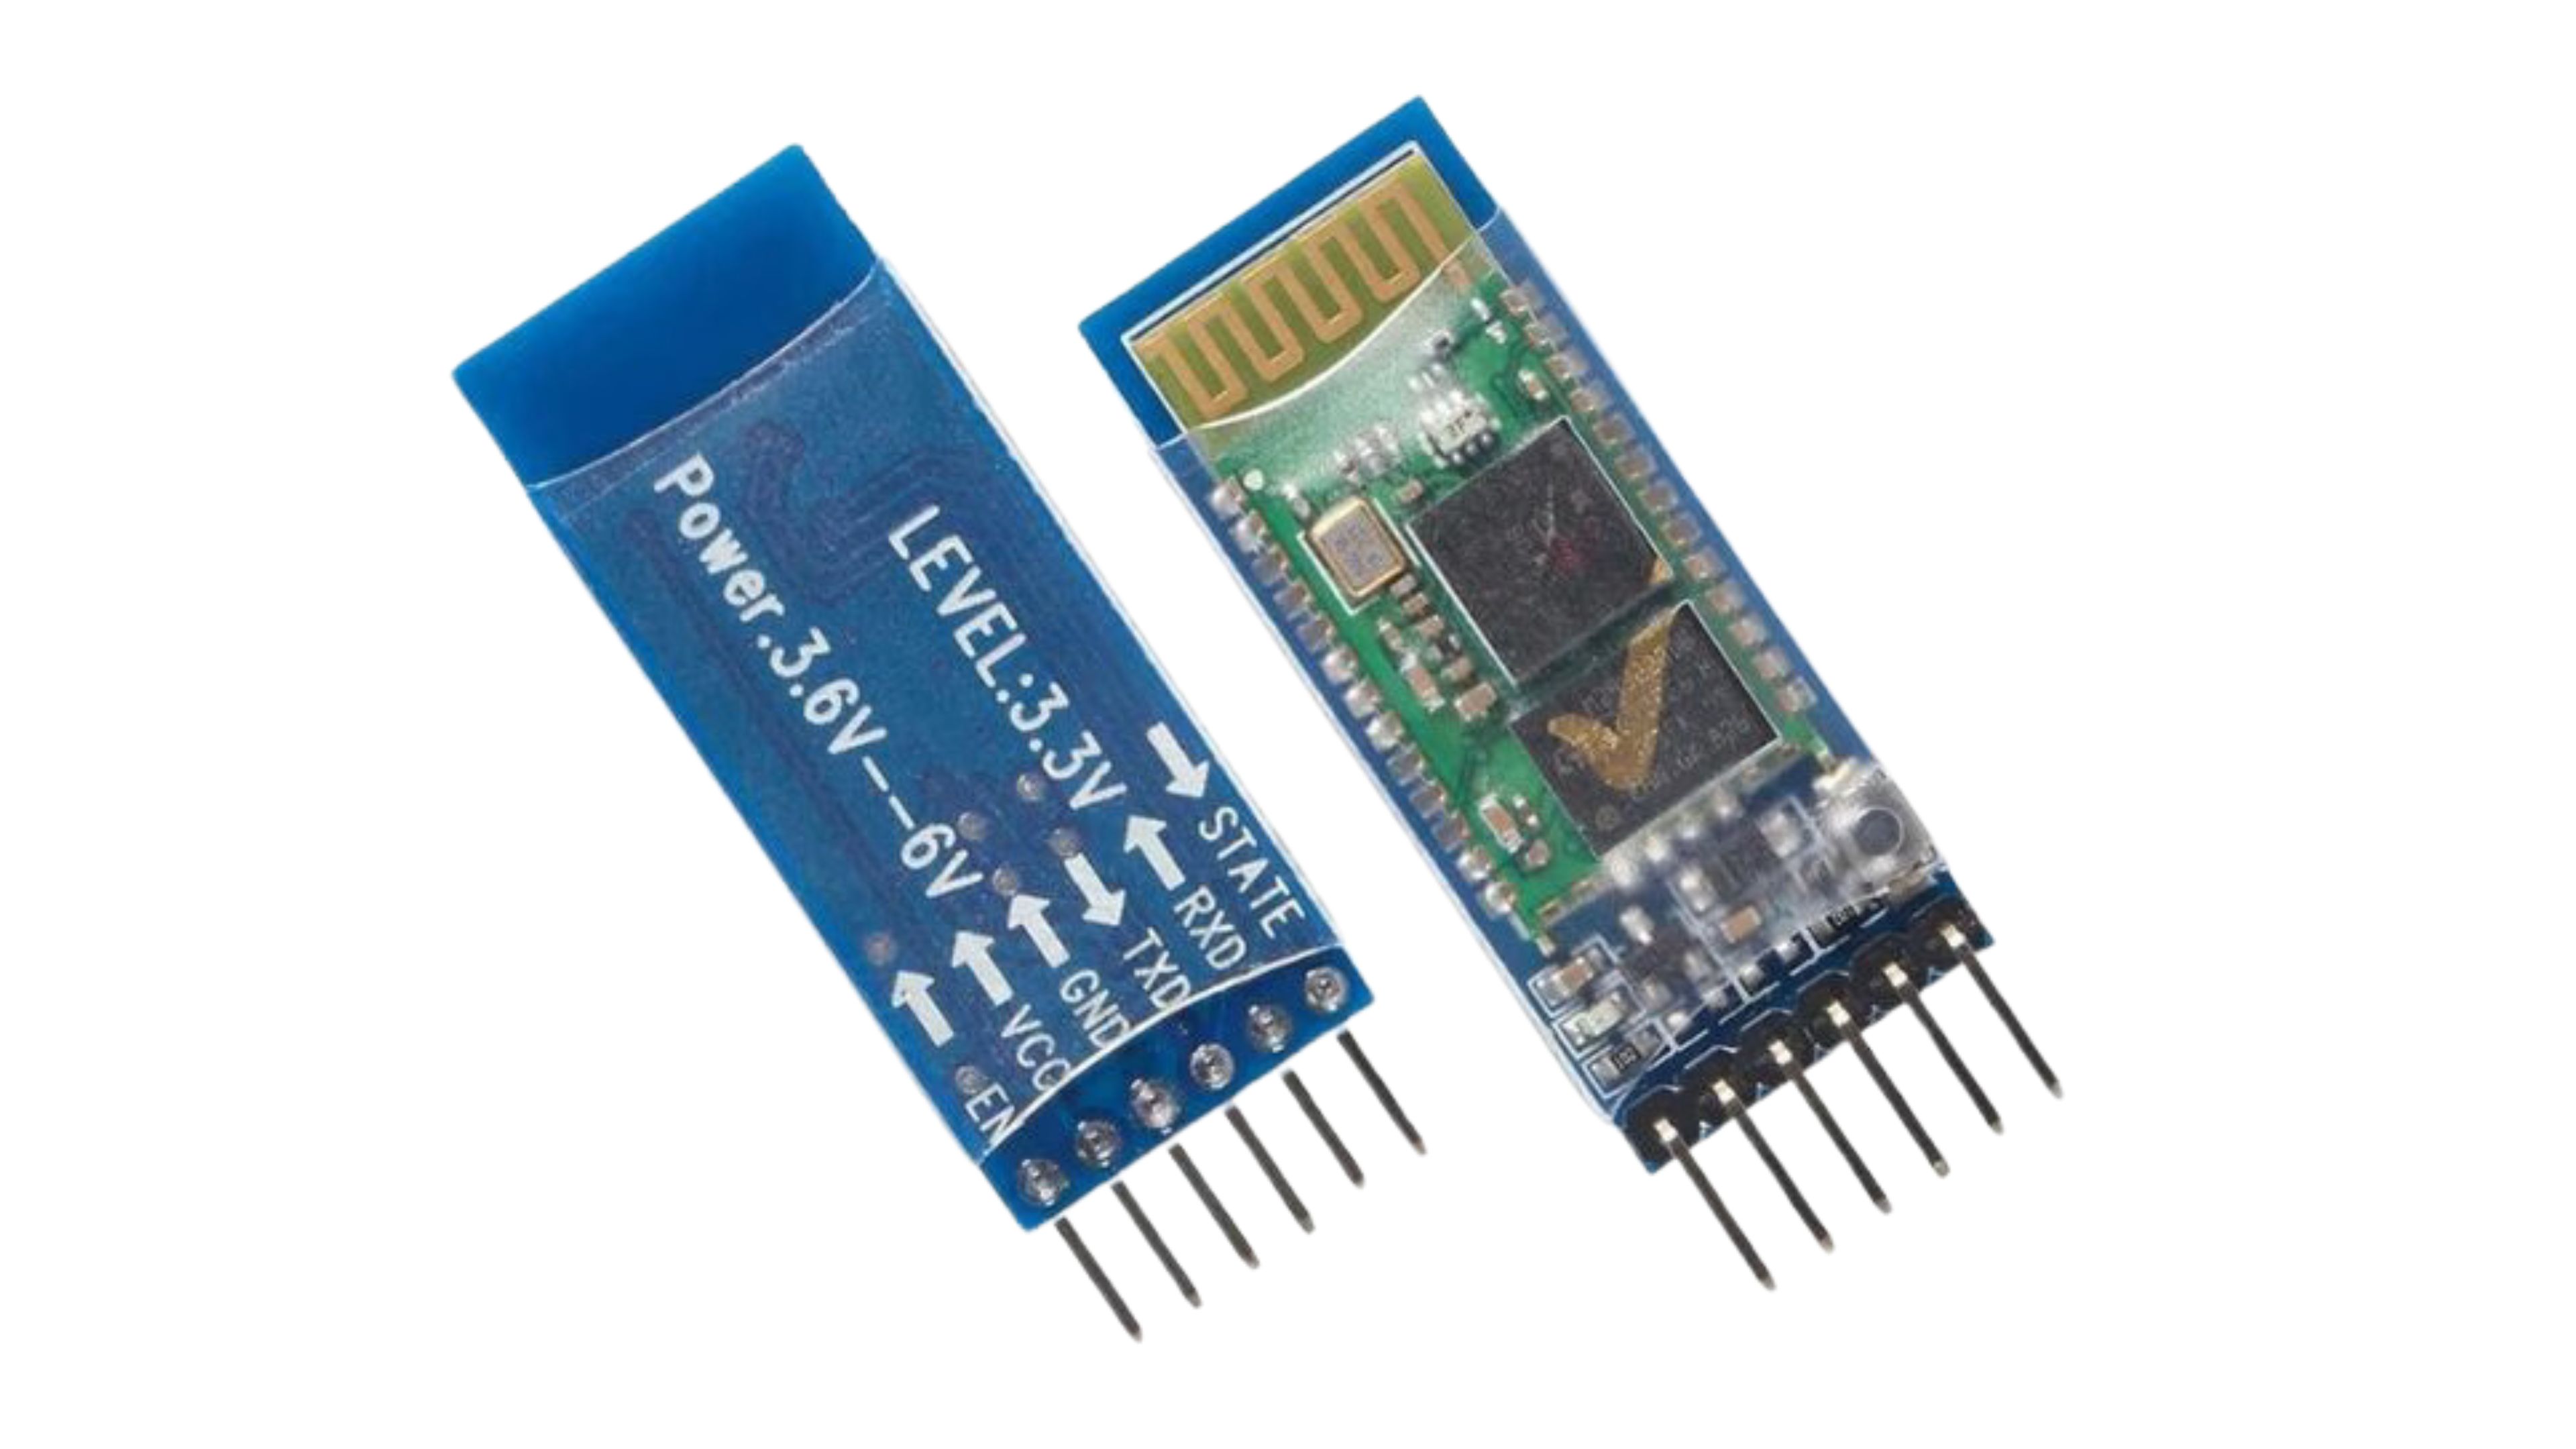 LEVEL:3.3V
Power.3.6V---6V
STATE
RXD
TXD
GND
VCC
EN